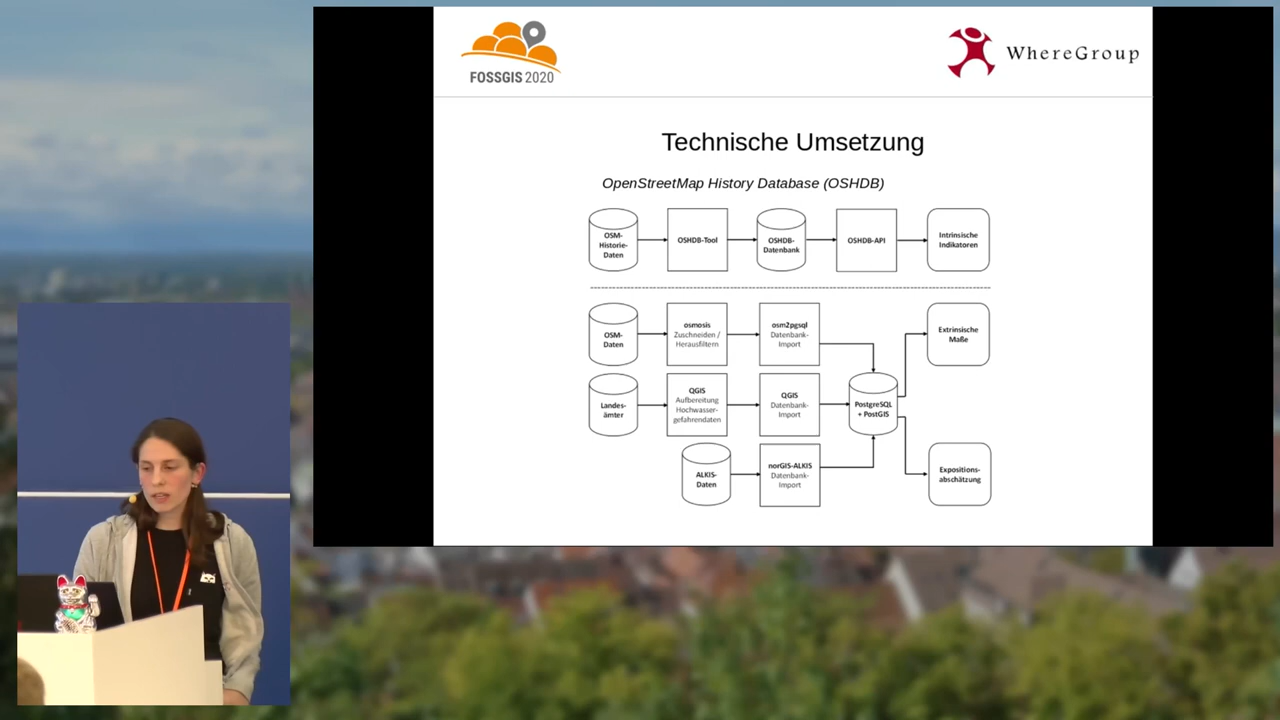 FOSSGIS 2020
WhereGroup
Technische Umsetzung
OpenStreetMap History Database (OSHDB)
OSM-
Historie-
Daten
OSHDB-Tool
OSHDB-
Datenbank
OSHDB-API
Intrinsische
Indikatoren
OSM-
Daten
osmosis
Zuschneiden /
Herausfiltern
osm2pgsql
Datenbank-
Import
Extrinsische
Maße
Landes-
ämter
QGIS
Aufbereitung
Hochwasser-
gefahrendaten
QGIS
Datenbank-
Import
PostgreSQL
+ PostGIS
ALKIS-
Daten
norGIS-ALKIS
Datenbank-
Import
Expositions-
abschätzung